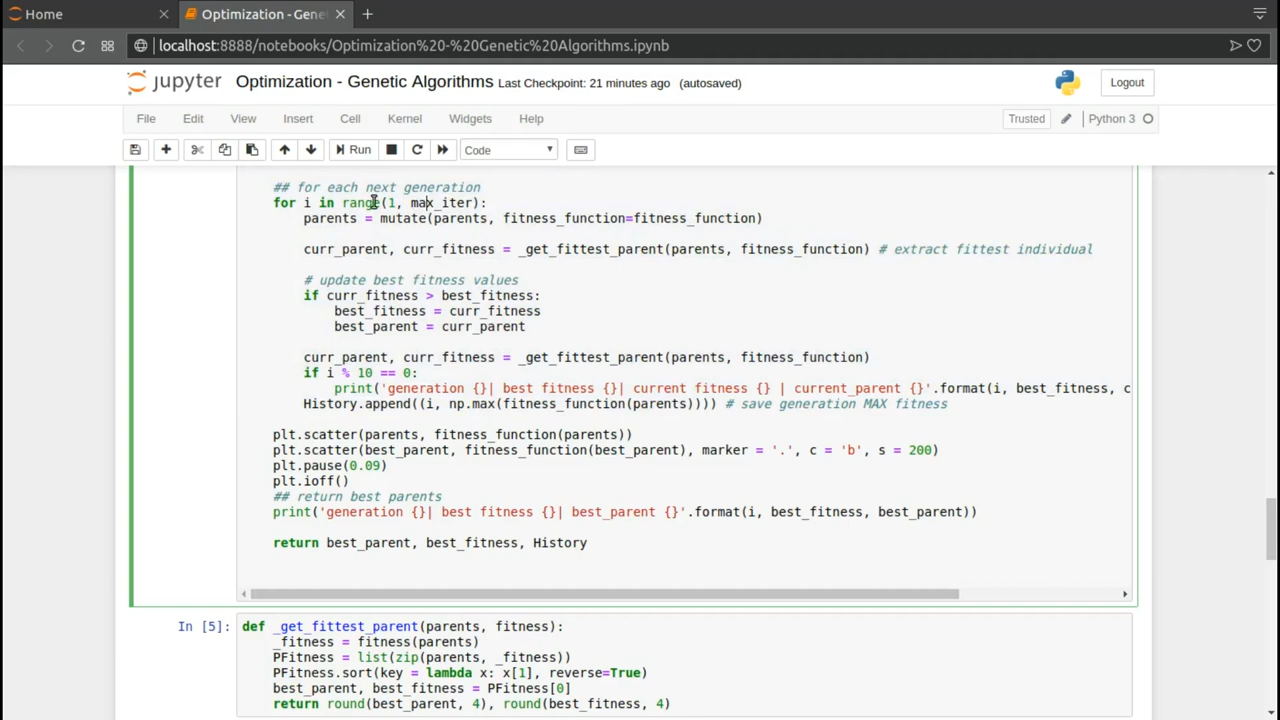 Home
Optimization - Gene
localhost:8888/notebooks/Optimization%20-%20Genetic%20Algorithms.ipynb
jupyter Optimization - Genetic Algorithms Last Checkpoint: 21 minutes ago (autosaved)
Logout
File Edit View Insert Cell Kernel Widgets Help
Trusted
Python 3
Run
Code
## for each next generation
for i in range(1, max_iter):
parents = mutate(parents, fitness_function=fitness_function)
curr_parent, curr_fitness = _get_fittest_parent(parents, fitness_function) # extract fittest individual
# update best fitness values
if curr_fitness > best_fitness:
best_fitness = curr_fitness
best_parent = curr_parent
curr_parent, curr_fitness = _get_fittest_parent(parents, fitness_function)
if i % 10 == 0:
print('generation {}| best fitness {}| current fitness {} | current_parent {}'.format(i, best_fitness, c
History.append((i, np.max(fitness_function(parents)))) # save generation MAX fitness
plt.scatter(parents, fitness_function(parents))
plt.scatter(best_parent, fitness_function(best_parent), marker = '.', c = 'b', s = 200)
plt.pause(0.09)
plt.ioff()
## return best parents
print('generation {}| best fitness {}| best_parent {}'.format(i, best_fitness, best_parent))
return best_parent, best_fitness, History
In [5]:
def _get_fittest_parent(parents, fitness):
_fitness = fitness(parents)
PFitness = list(zip(parents, _fitness))
PFitness.sort(key = lambda x: x[1], reverse=True)
best_parent, best_fitness = PFitness[0]
return round(best_parent, 4), round(best_fitness, 4)